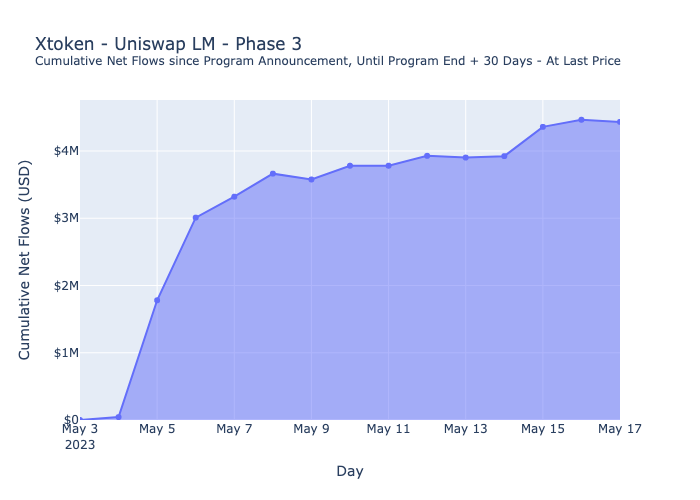 Xtoken - Uniswap LM - Phase 3
Cumulative Net Flows since Program Announcement, Until Program End + 30 Days - At Last Price
Cumulative Net Flows (USD)
$4M
$3M
$2M
$1M
$0
May 3 May 5 May 7 May 9 May 11 May 13 May 15 May 17
2023
Day